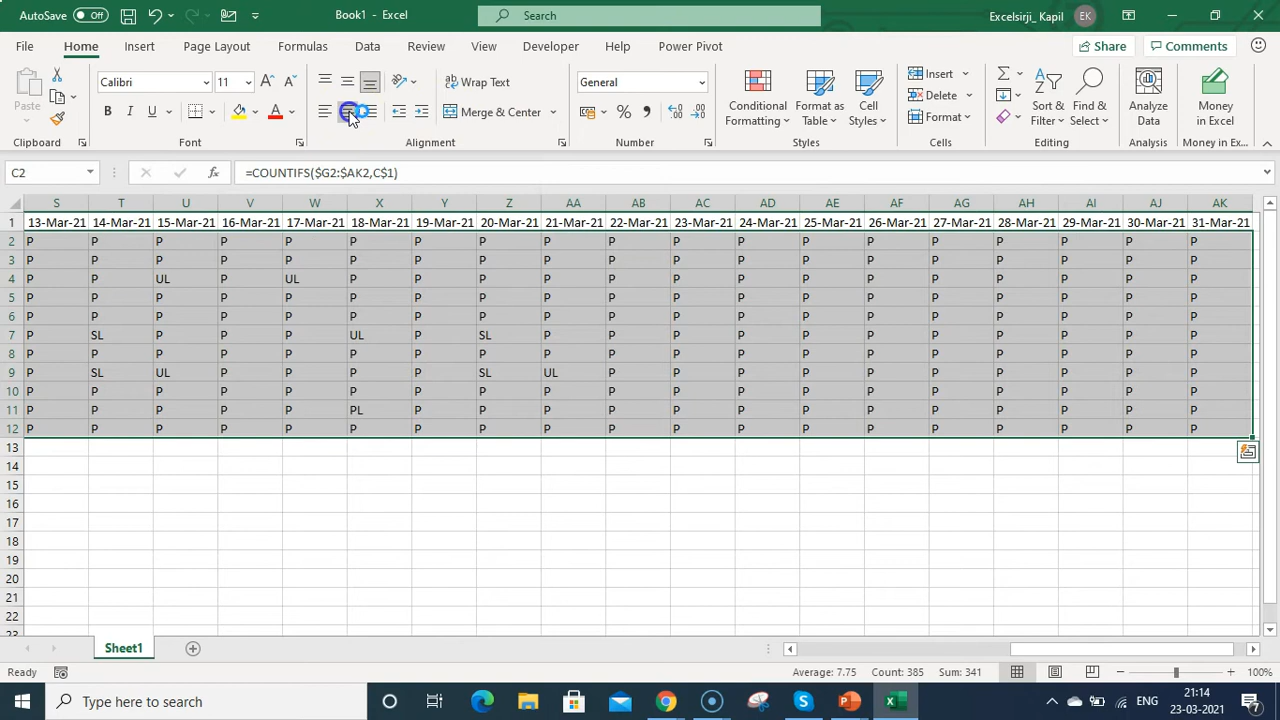 AutoSave Off Book1 - Excel Search Excelsirji_ Kapil EK
File Home Insert Page Layout Formulas Data Review View Developer Help Power Pivot Share Comments
Paste Calibri 11 A A Wrap Text General Conditional Formatting Format as Table Cell Styles Insert Sort & Filter Find & Select Analyze Data Money in Excel
B I U A Merge & Center % , Delete
Format
Clipboard Font Alignment Number Styles Cells Editing Analysis Money in Ex...
C2 fx =COUNTIFS($G2:$AK2,C$1)
S T U V W X Y Z AA AB AC AD AE AF AG AH AI AJ AK
1 13-Mar-21 14-Mar-21 15-Mar-21 16-Mar-21 17-Mar-21 18-Mar-21 19-Mar-21 20-Mar-21 21-Mar-21 22-Mar-21 23-Mar-21 24-Mar-21 25-Mar-21 26-Mar-21 27-Mar-21 28-Mar-21 29-Mar-21 30-Mar-21 31-Mar-21
2 P P P P P P P P P P P P P P P P P P P
3 P P P P P P P P P P P P P P P P P P P
4 P P UL P UL P P P P P P P P P P P P P P
5 P P P P P P P P P P P P P P P P P P P
6 P P P P P P P P P P P P P P P P P P P
7 P SL P P P UL P SL P P P P P P P P P P P
8 P P P P P P P P P P P P P P P P P P P
9 P SL UL P P P P SL UL P P P P P P P P P P
10 P P P P P P P P P P P P P P P P P P P
11 P P P P P PL P P P P P P P P P P P P P
12 P P P P P P P P P P P P P P P P P P P
13
14
15
16
17
18
19
20
21
22
23
Sheet1
Ready Average: 7.75 Count: 385 Sum: 341 100%
Type here to search ENG 21:14
23-03-2021 7